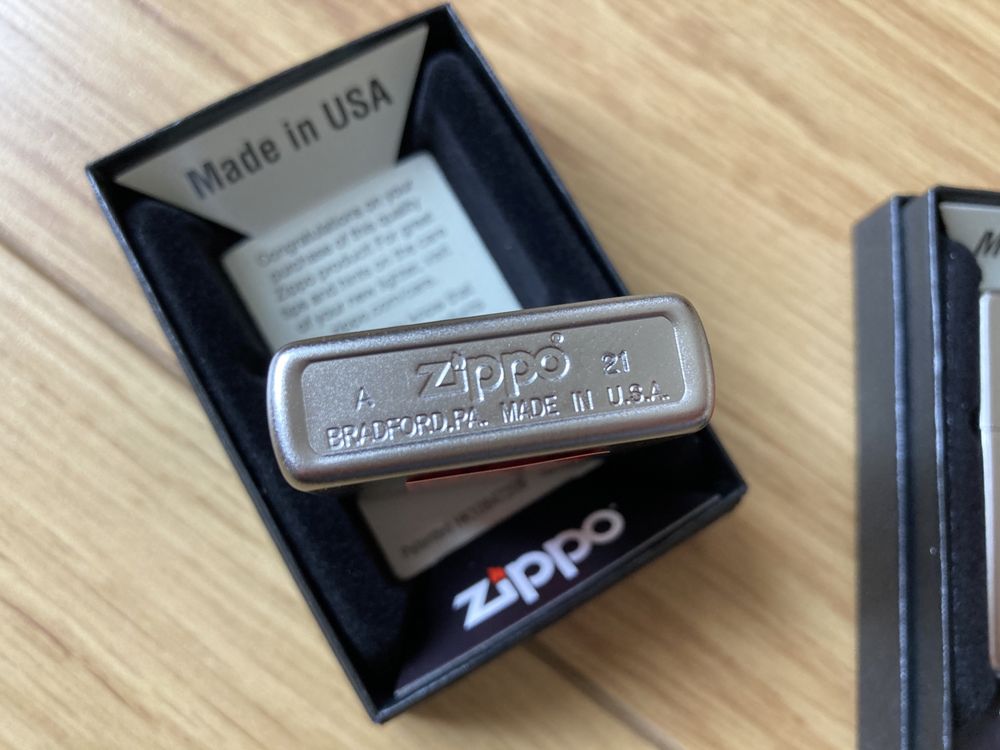 Made in USA
Congratulations on your
purchase of this quality
Zippo product! For great
tips and hints on the care
of your new lighter, visit
zippo
A zippo® 21
BRADFORD,PA. MADE IN U.S.A.
zippo
M